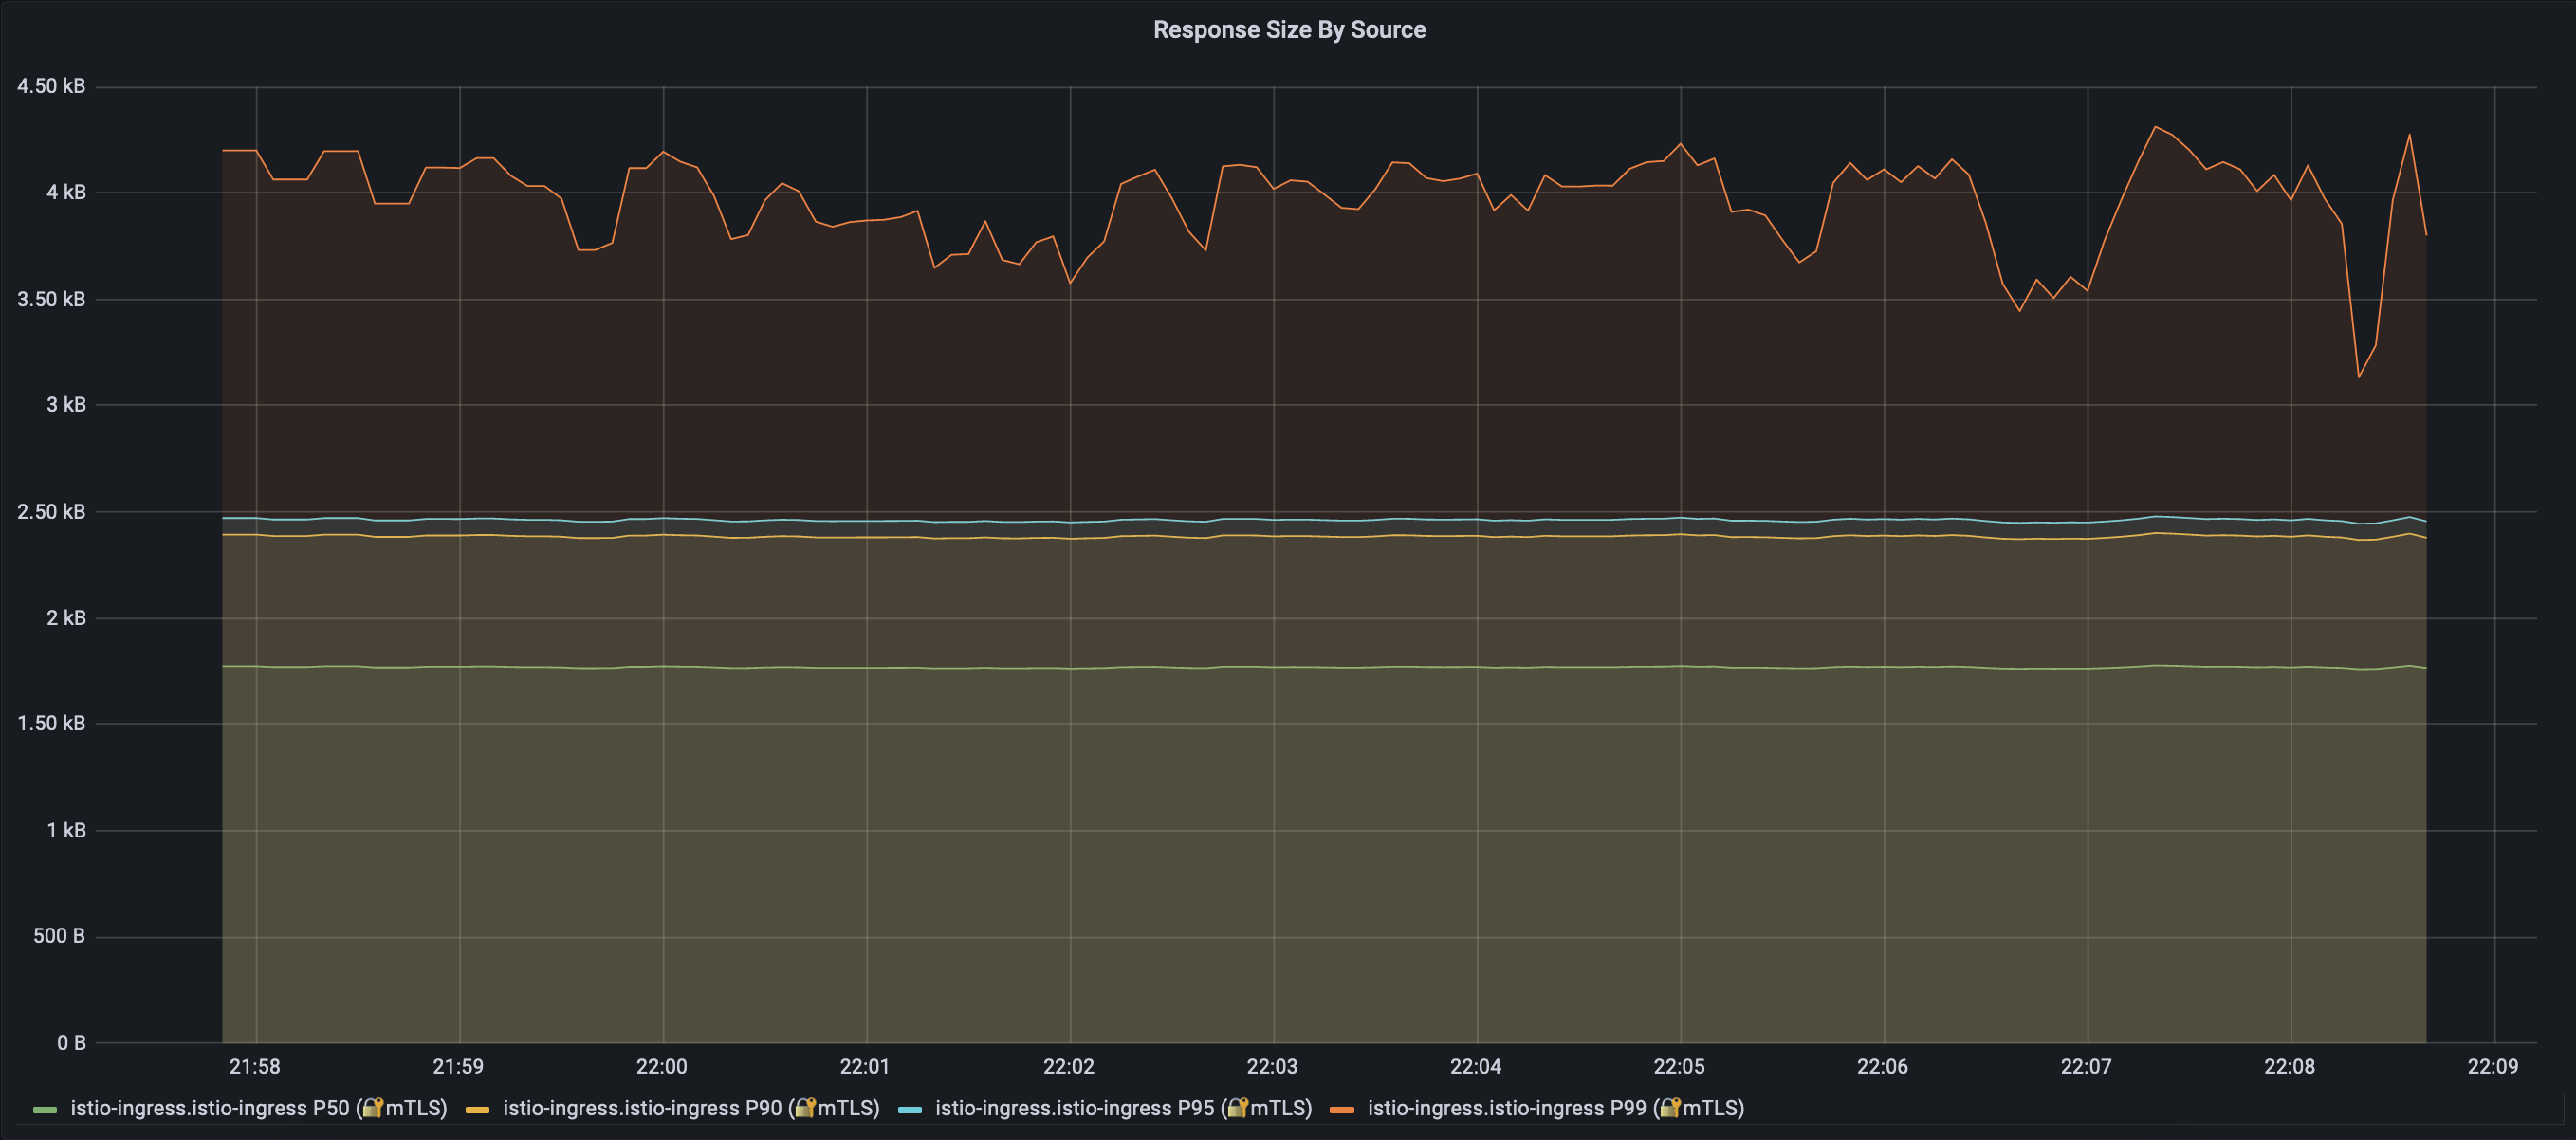 Response Size By Source
4.50 kB
4 kB
3.50 kB
3 kB
2.50 kB
2 kB
1.50 kB
1 kB
500 B
0 B
21:58 21:59 22:00 22:01 22:02 22:03 22:04 22:05 22:06 22:07 22:08 22:09
istio-ingress.istio-ingress P50 (🔐mTLS) istio-ingress.istio-ingress P90 (🔐mTLS) istio-ingress.istio-ingress P95 (🔐mTLS) istio-ingress.istio-ingress P99 (🔐mTLS)